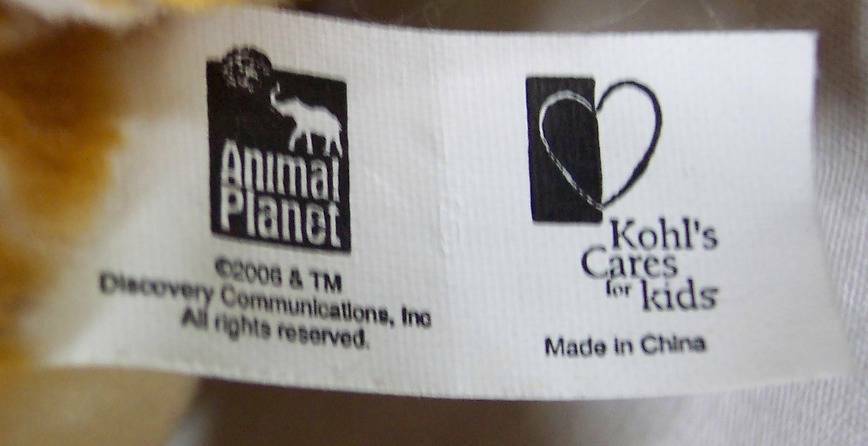 Animal
Planet
©2006 & TM
Discovery Communications, Inc
All rights reserved.
Kohl's
Cares
for kids
Made in China